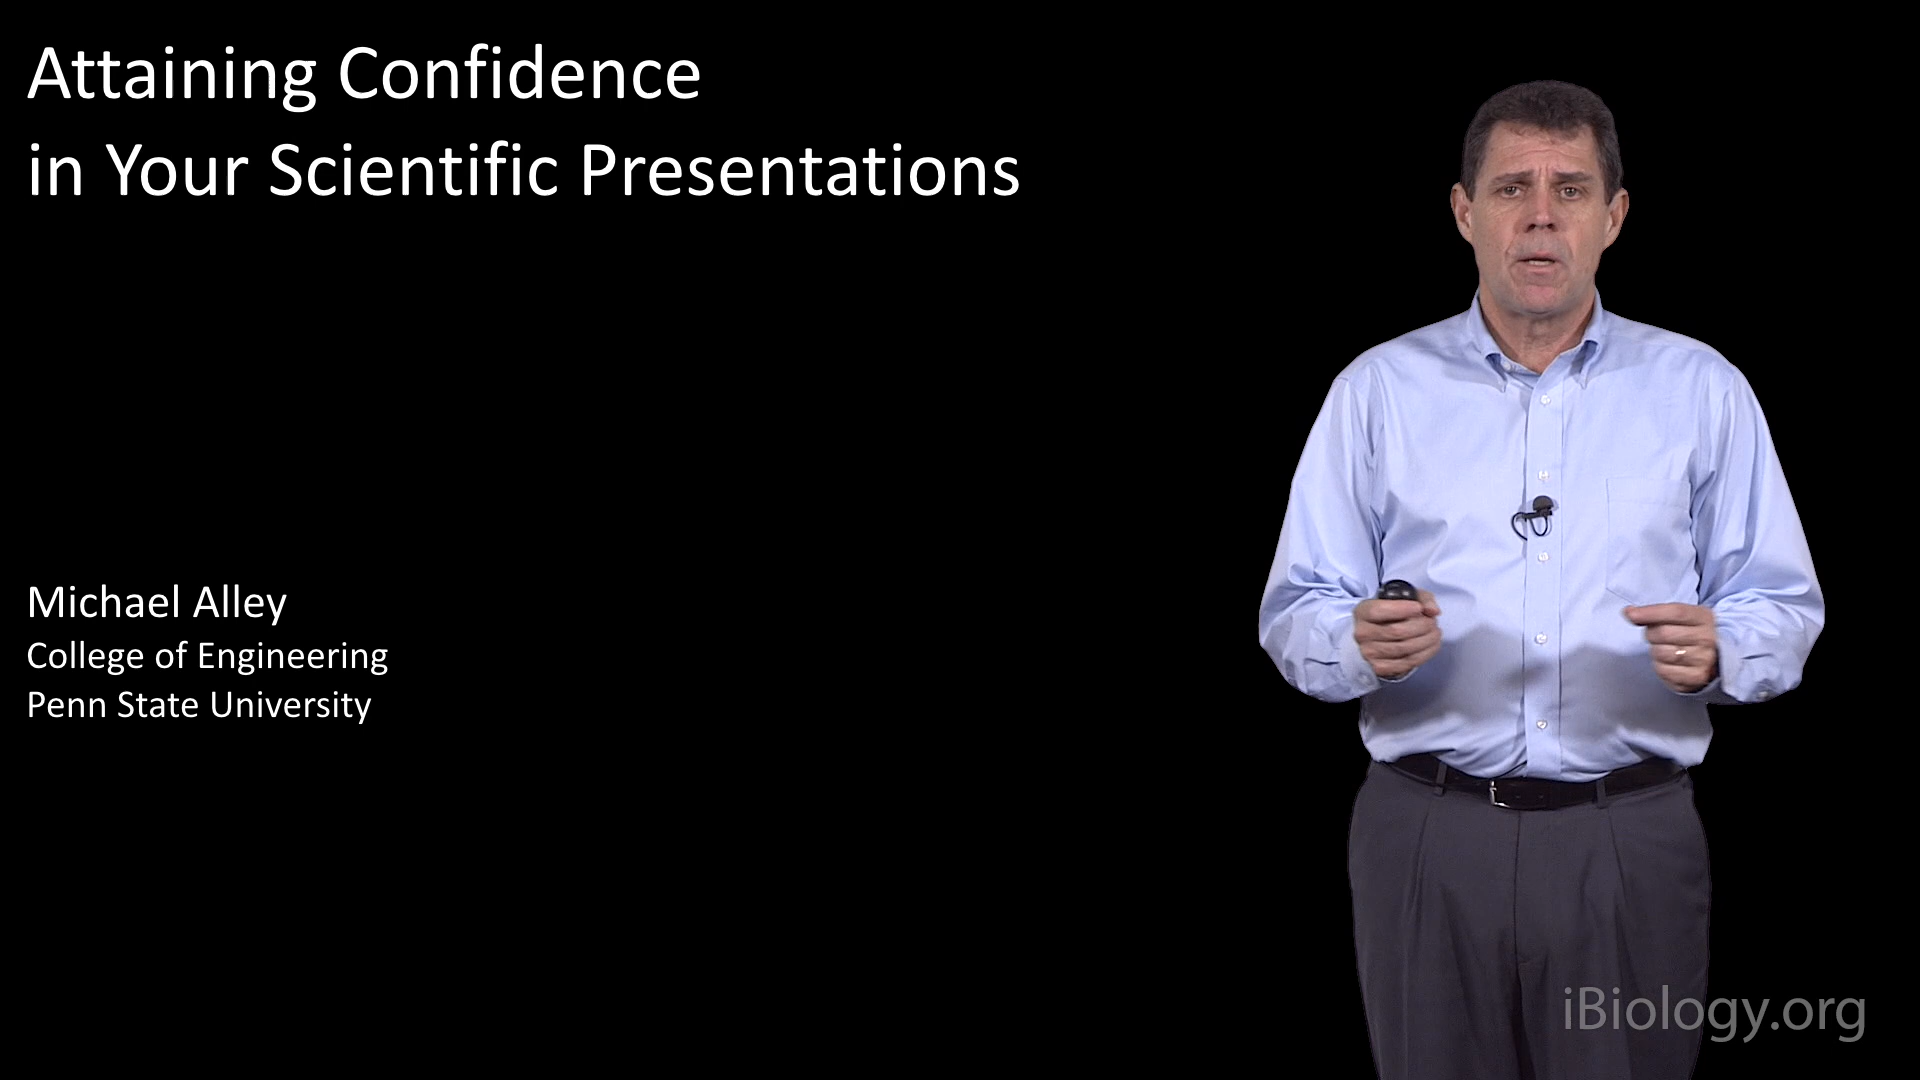 Attaining Confidence
in Your Scientific Presentations
Michael Alley
College of Engineering
Penn State University
iBiology.org